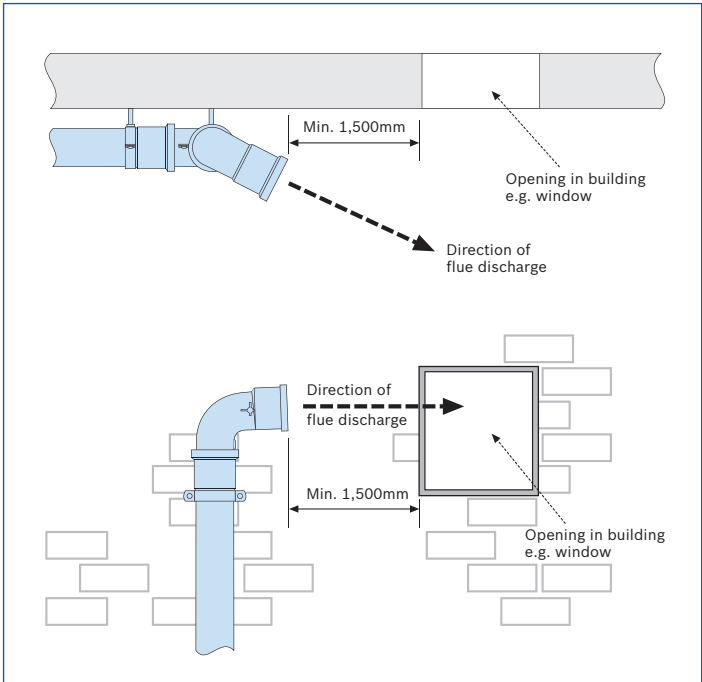 Min. 1,500mm
Opening in building
e.g. window
Direction of
flue discharge
Direction of
flue discharge
Min. 1,500mm
Opening in building
e.g. window